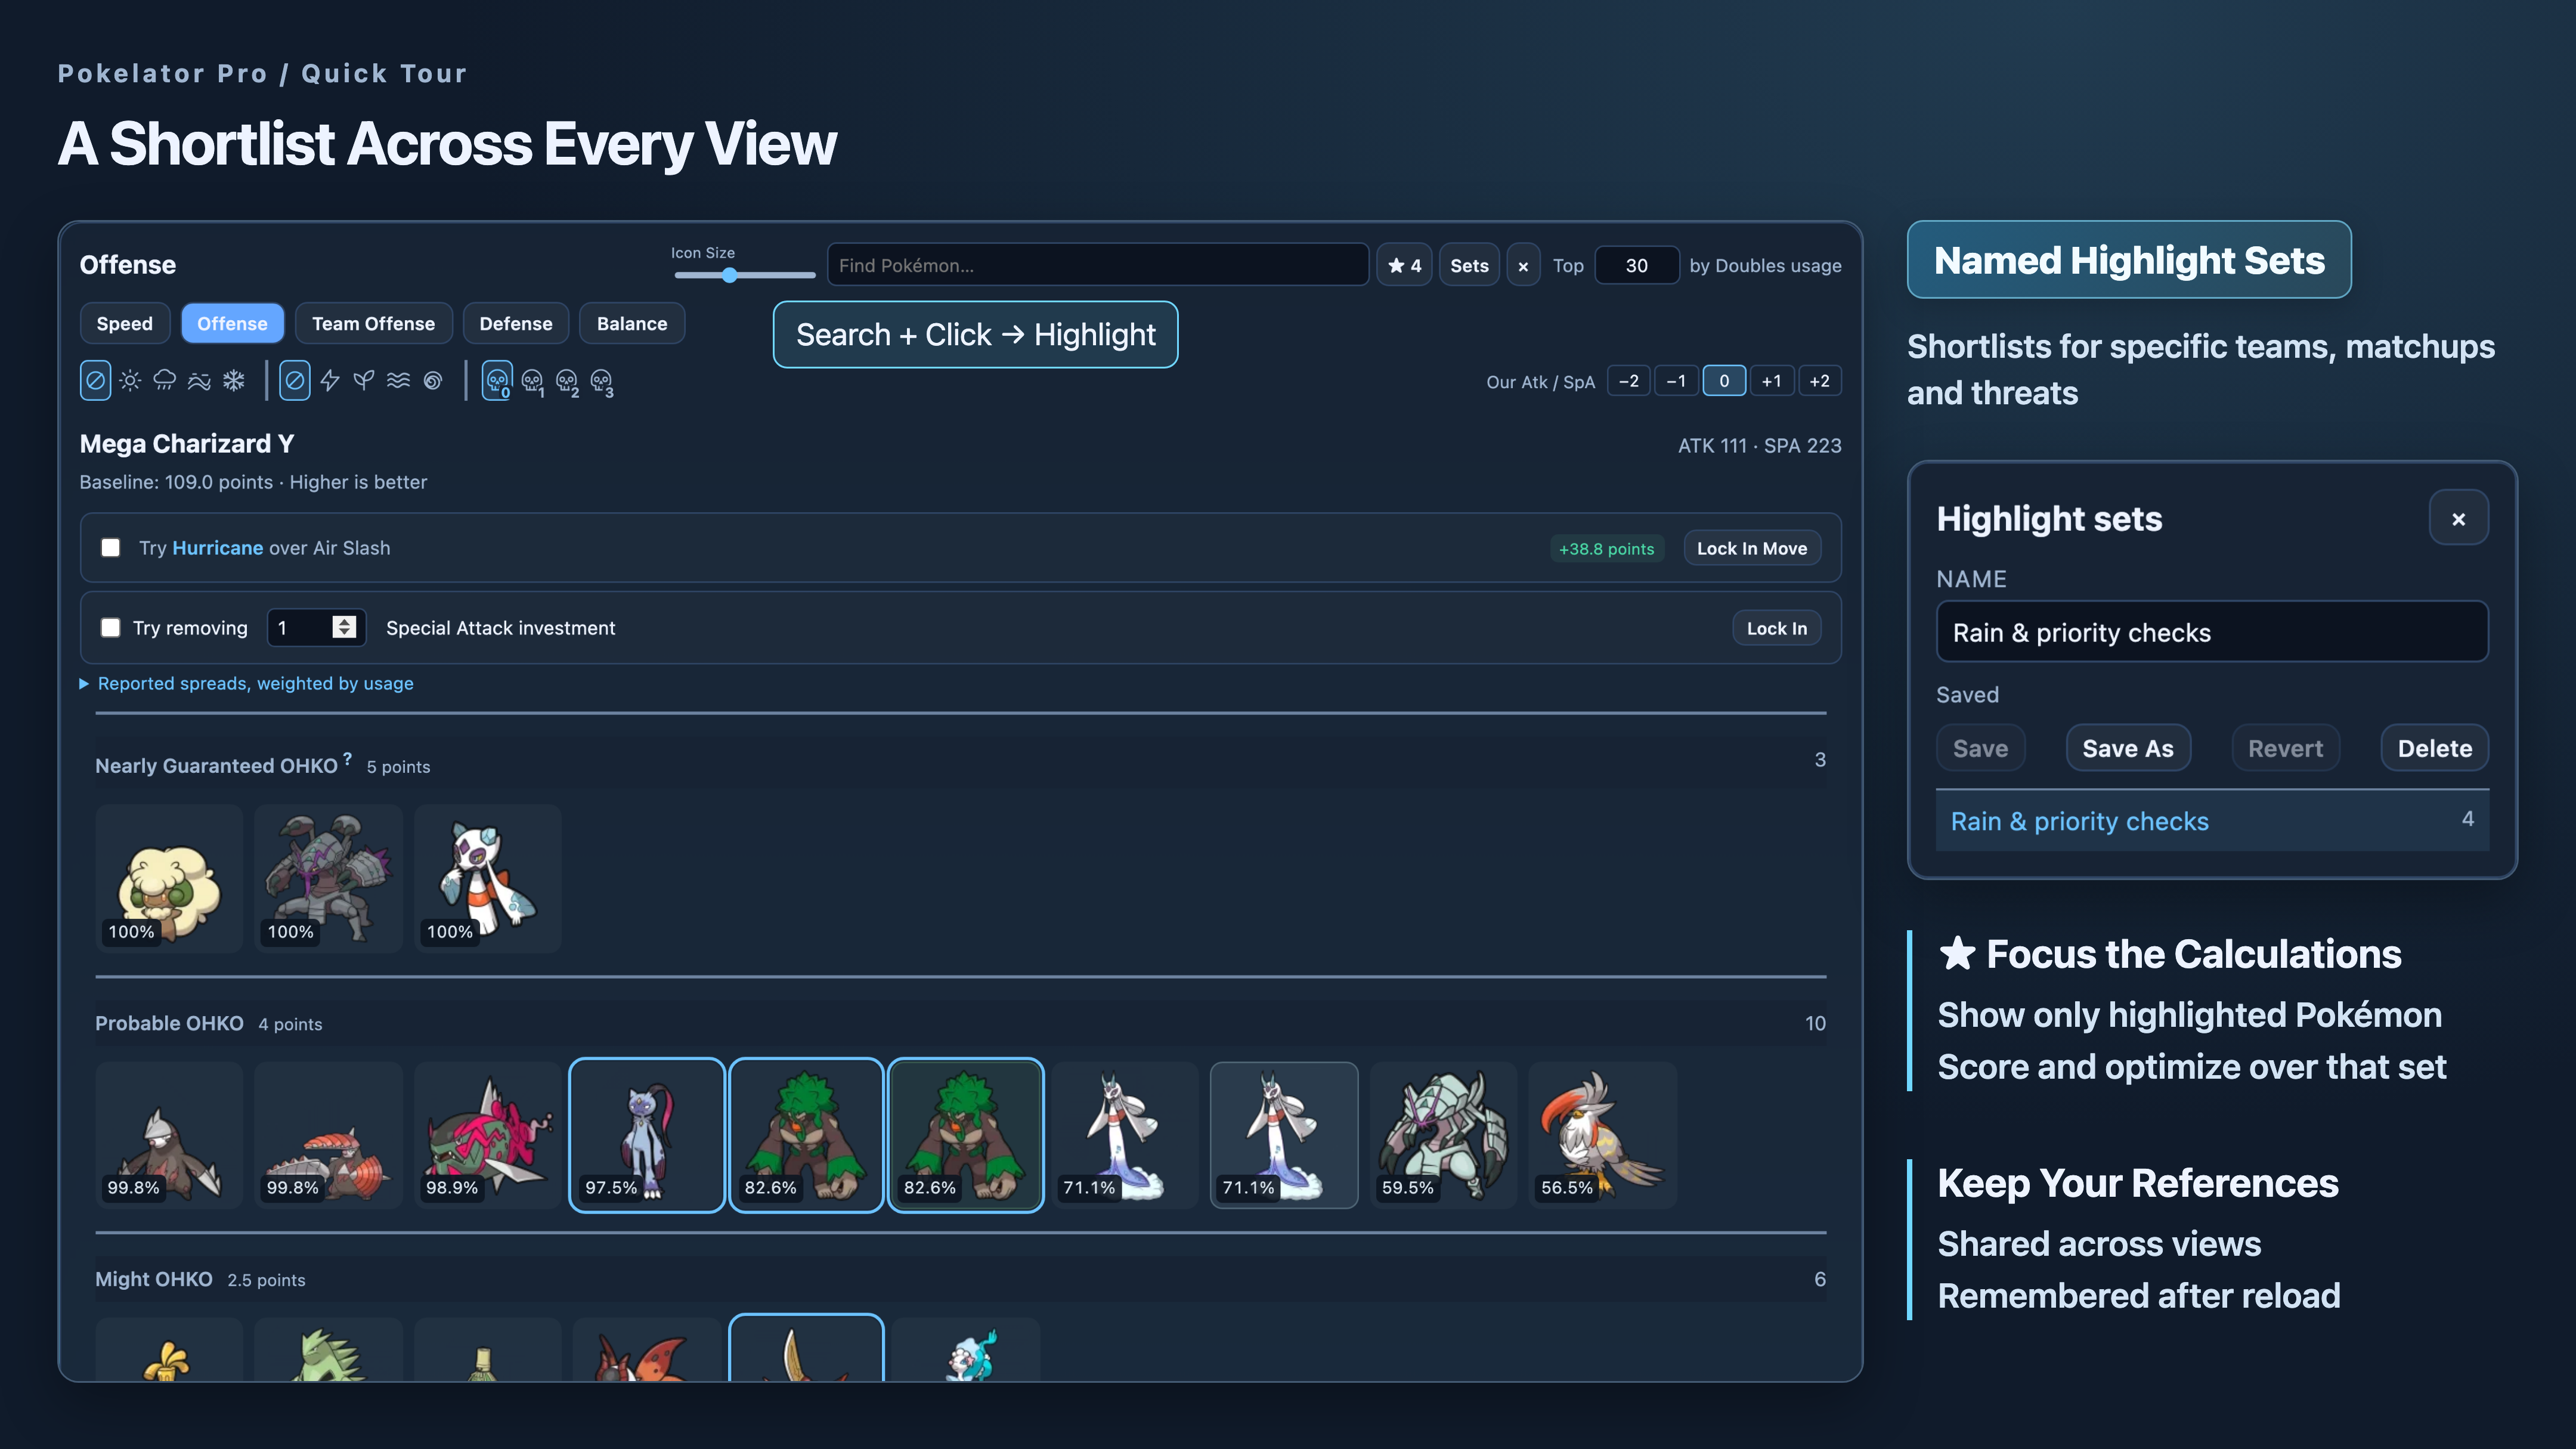 Pokelator Pro / Quick Tour
A Shortlist Across Every View
Offense
Icon Size
Find Pokémon...
★ 4
Sets
×
Top
30
by Doubles usage
Speed
Offense
Team Offense
Defense
Balance
Search + Click → Highlight
0
1
2
3
Our Atk / SpA
−2
−1
0
+1
+2
Mega Charizard Y
ATK 111 · SPA 223
Baseline: 109.0 points · Higher is better
Try Hurricane over Air Slash
+38.8 points
Lock In Move
Try removing
1
Special Attack investment
Lock In
Reported spreads, weighted by usage
Nearly Guaranteed OHKO ? 5 points
3
100%
100%
100%
Probable OHKO 4 points
10
99.8%
99.8%
98.9%
97.5%
82.6%
82.6%
71.1%
71.1%
59.5%
56.5%
Might OHKO 2.5 points
6
Named Highlight Sets
Shortlists for specific teams, matchups
and threats
Highlight sets
×
NAME
Rain & priority checks
Saved
Save
Save As
Revert
Delete
Rain & priority checks
4
★ Focus the Calculations
Show only highlighted Pokémon
Score and optimize over that set
Keep Your References
Shared across views
Remembered after reload